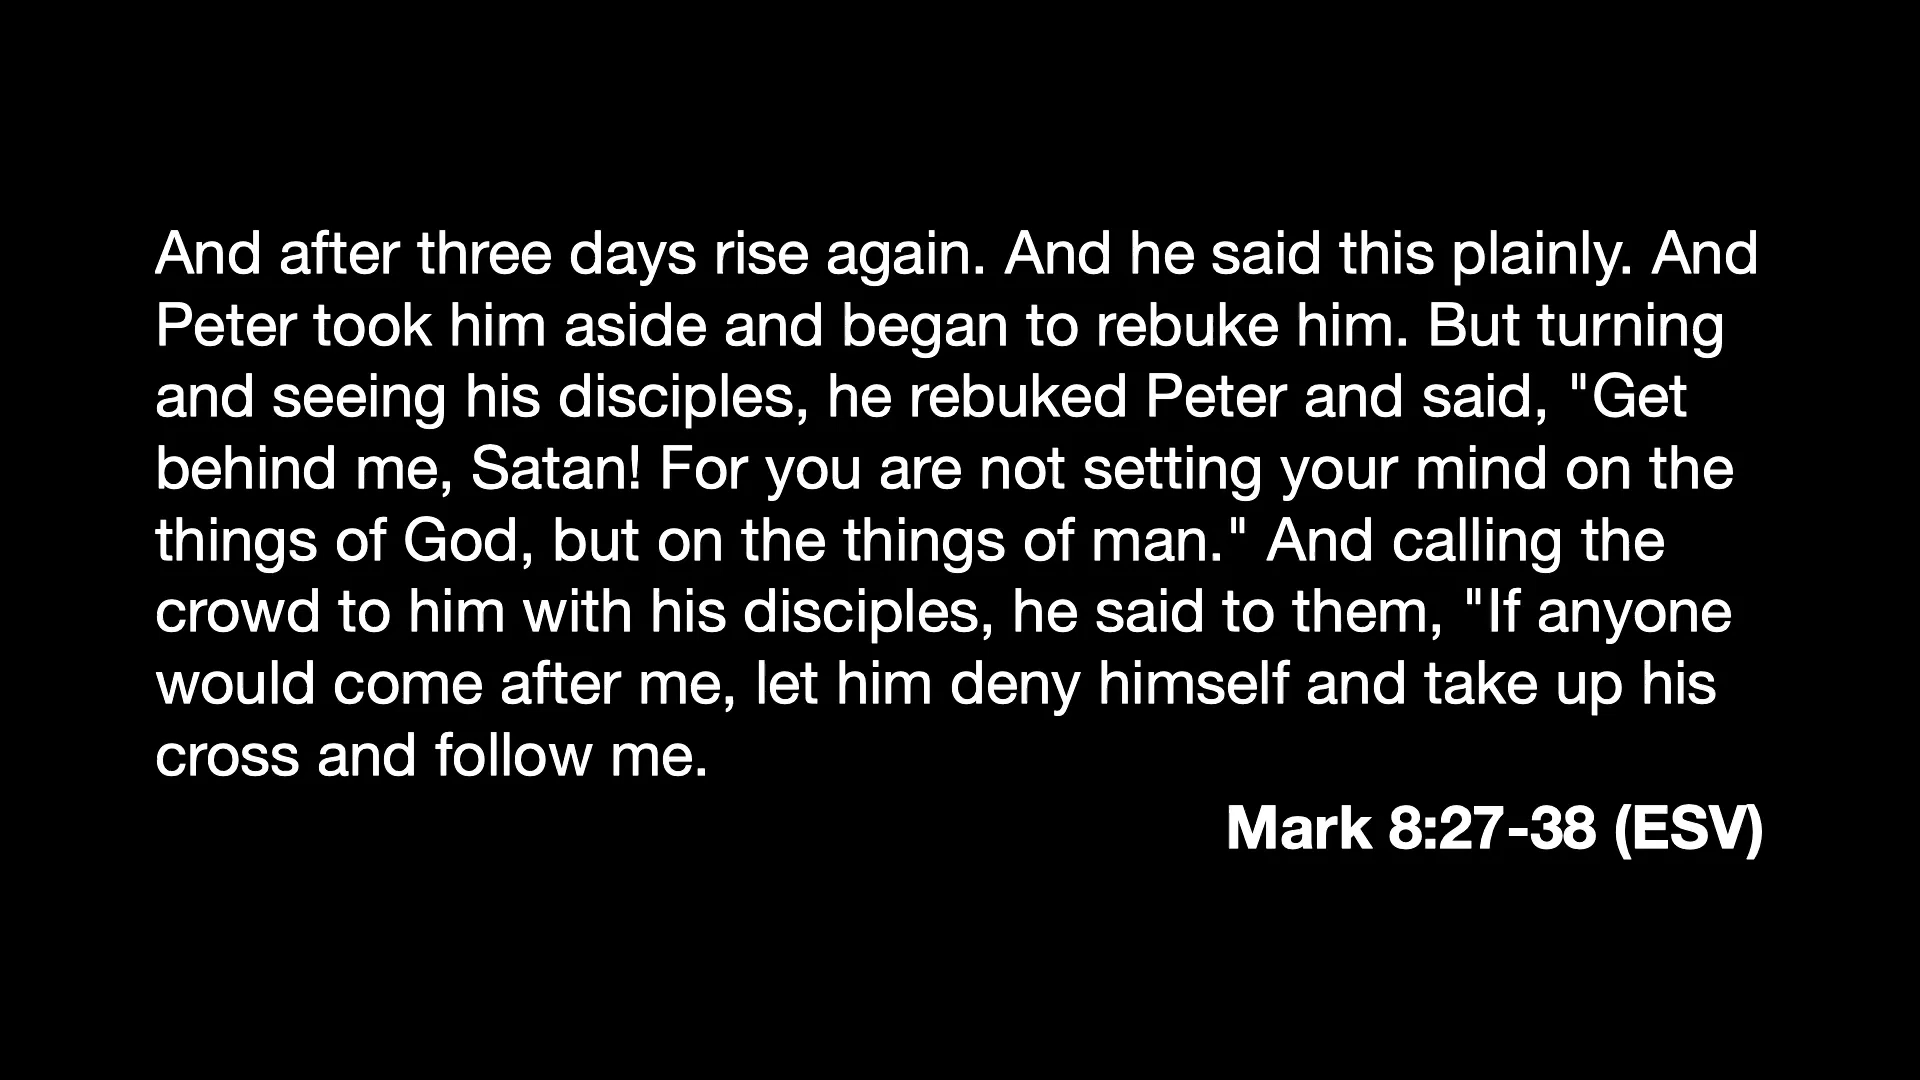 And after three days rise again. And he said this plainly. And
Peter took him aside and began to rebuke him. But turning
and seeing his disciples, he rebuked Peter and said, "Get
behind me, Satan! For you are not setting your mind on the
things of God, but on the things of man." And calling the
crowd to him with his disciples, he said to them, "If anyone
would come after me, let him deny himself and take up his
cross and follow me.
Mark 8:27-38 (ESV)